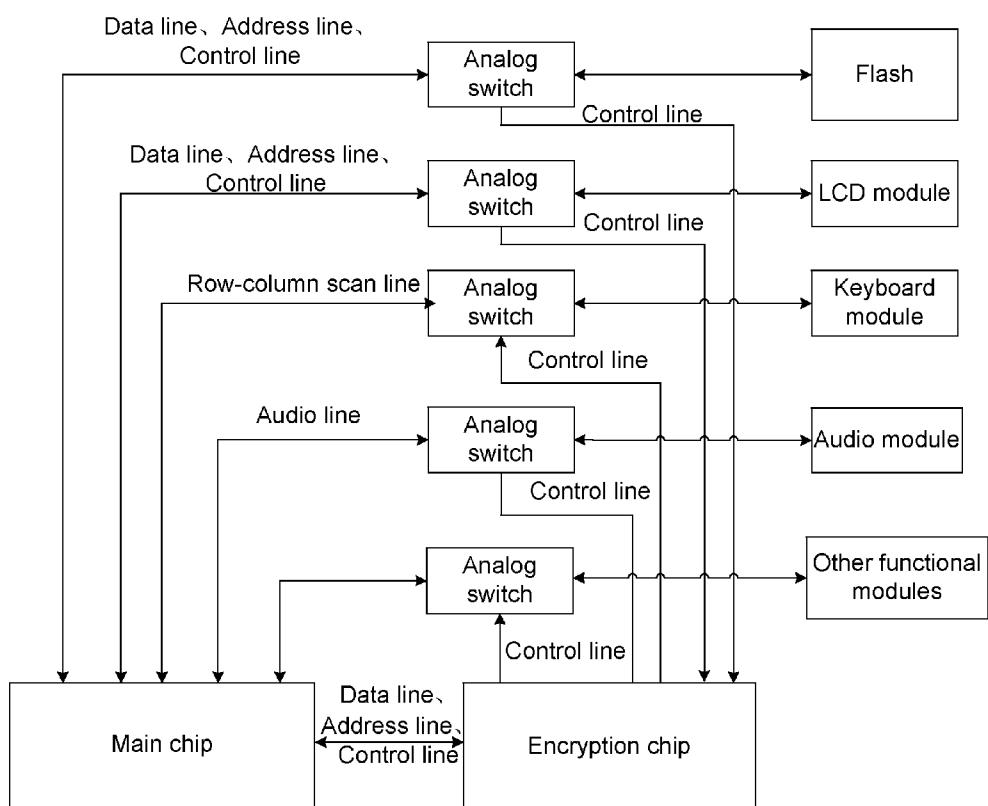 Data line、Address line、
Control line
Analog
switch
Flash
Control line
Data line、Address line、
Control line
Analog
switch
LCD module
Control line
Row-column scan line
Analog
switch
Keyboard
module
Control line
Audio line
Analog
switch
Audio module
Control line
Analog
switch
Other functional
modules
Control line
Main chip
Data line、
Address line、
Control line
Encryption chip